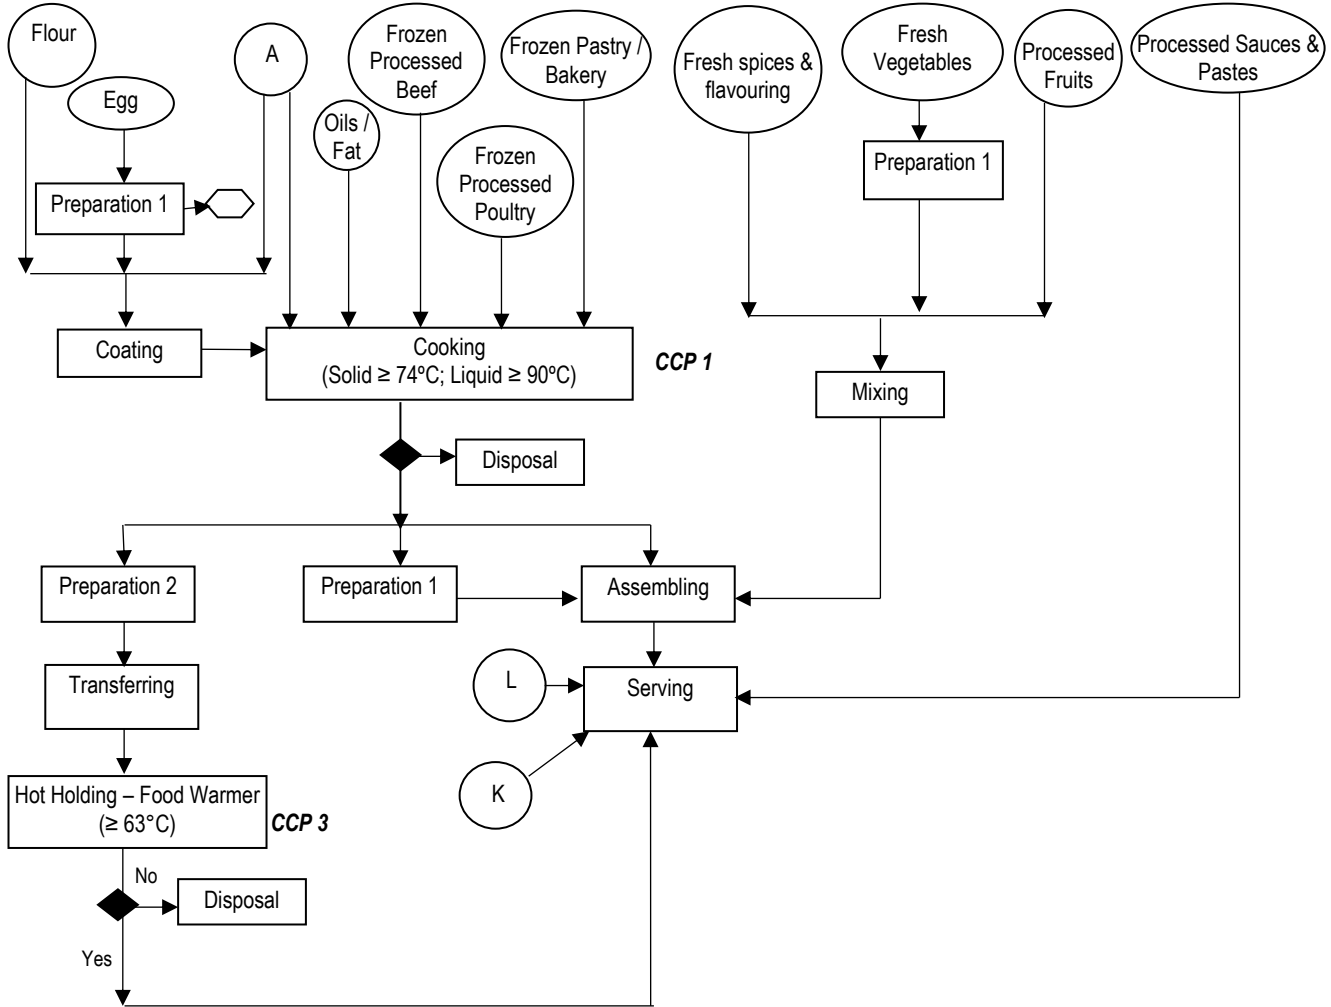 Flour
Egg
Preparation 1
A
Oils /
Fat
Frozen
Processed
Beef
Frozen
Processed
Poultry
Frozen Pastry /
Bakery
Fresh spices &
flavouring
Fresh
Vegetables
Preparation 1
Processed
Fruits
Processed Sauces &
Pastes
Coating
Cooking
(Solid ≥ 74ºC; Liquid ≥ 90ºC)
CCP 1
Mixing
Disposal
Preparation 2
Preparation 1
Assembling
Transferring
L
Serving
K
Hot Holding – Food Warmer
(≥ 63°C)
CCP 3
No
Disposal
Yes